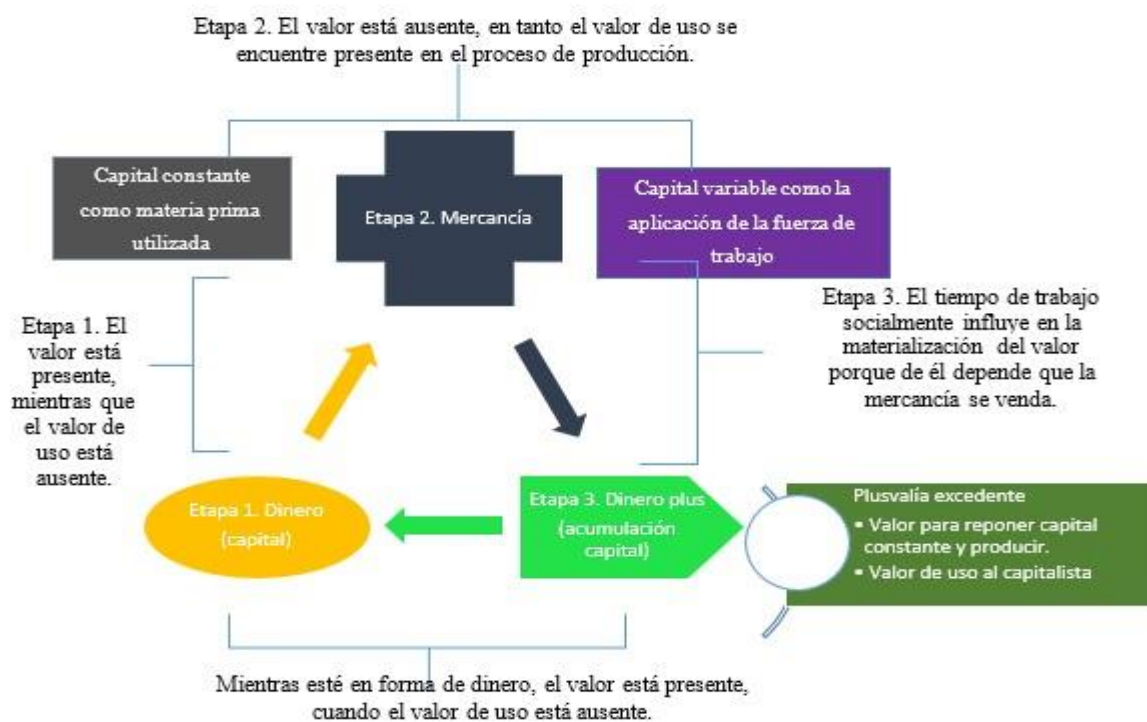 Etapa 2. El valor está ausente, en tanto el valor de uso se
encuentre presente en el proceso de producción.
Capital constante
como materia prima
utilizada
Etapa 2. Mercancía
Capital variable como la
aplicación de la fuerza de
trabajo
Etapa 1. El
valor está
presente,
mientras que
el valor de
uso está
ausente.
Etapa 3. El tiempo de trabajo
socialmente influye en la
materialización del valor
porque de él depende que la
mercancía se venda.
Etapa 1. Dinero
(capital)
Etapa 3. Dinero plus
(acumulación
capital)
Plusvalía excedente
• Valor para reponer capital
constante y producir.
• Valor de uso al capitalista
Mientras esté en forma de dinero, el valor está presente,
cuando el valor de uso está ausente.